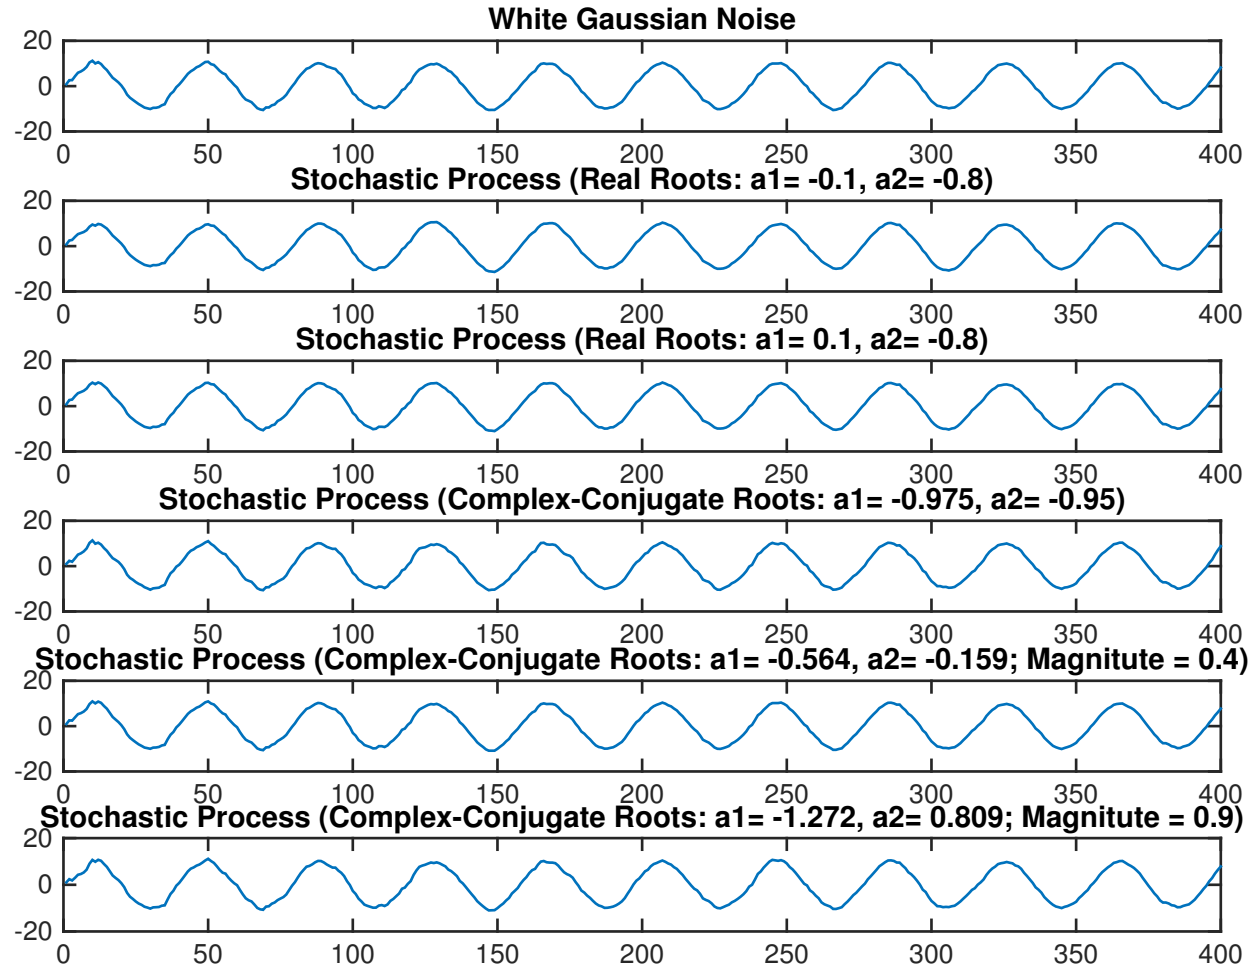 White Gaussian Noise
20
0
-20
0 50 100 150 200 250 300 350 400
Stochastic Process (Real Roots: a1= -0.1, a2= -0.8)
20
0
-20
0 50 100 150 200 250 300 350 400
Stochastic Process (Real Roots: a1= 0.1, a2= -0.8)
20
0
-20
0 50 100 150 200 250 300 350 400
Stochastic Process (Complex-Conjugate Roots: a1= -0.975, a2= -0.95)
20
0
-20
0 50 100 150 200 250 300 350 400
Stochastic Process (Complex-Conjugate Roots: a1= -0.564, a2= -0.159; Magnitute = 0.4)
20
0
-20
0 50 100 150 200 250 300 350 400
Stochastic Process (Complex-Conjugate Roots: a1= -1.272, a2= 0.809; Magnitute = 0.9)
20
0
-20
0 50 100 150 200 250 300 350 400